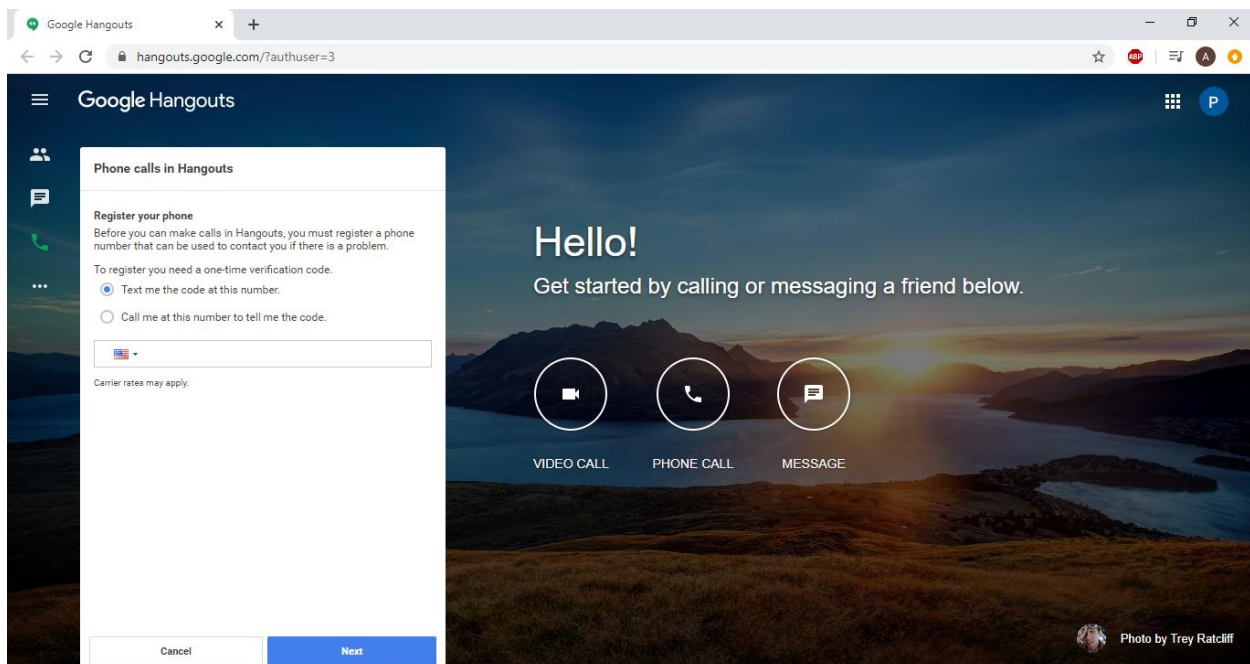 Google Hangouts
hangouts.google.com/?authuser=3
ABP
A
Google Hangouts
P
Phone calls in Hangouts
Register your phone
Before you can make calls in Hangouts, you must register a phone
number that can be used to contact you if there is a problem.
To register you need a one-time verification code.
Text me the code at this number.
Call me at this number to tell me the code.
Carrier rates may apply.
Cancel
Next
Hello!
Get started by calling or messaging a friend below.
VIDEO CALL
PHONE CALL
MESSAGE
Photo by Trey Ratcliff